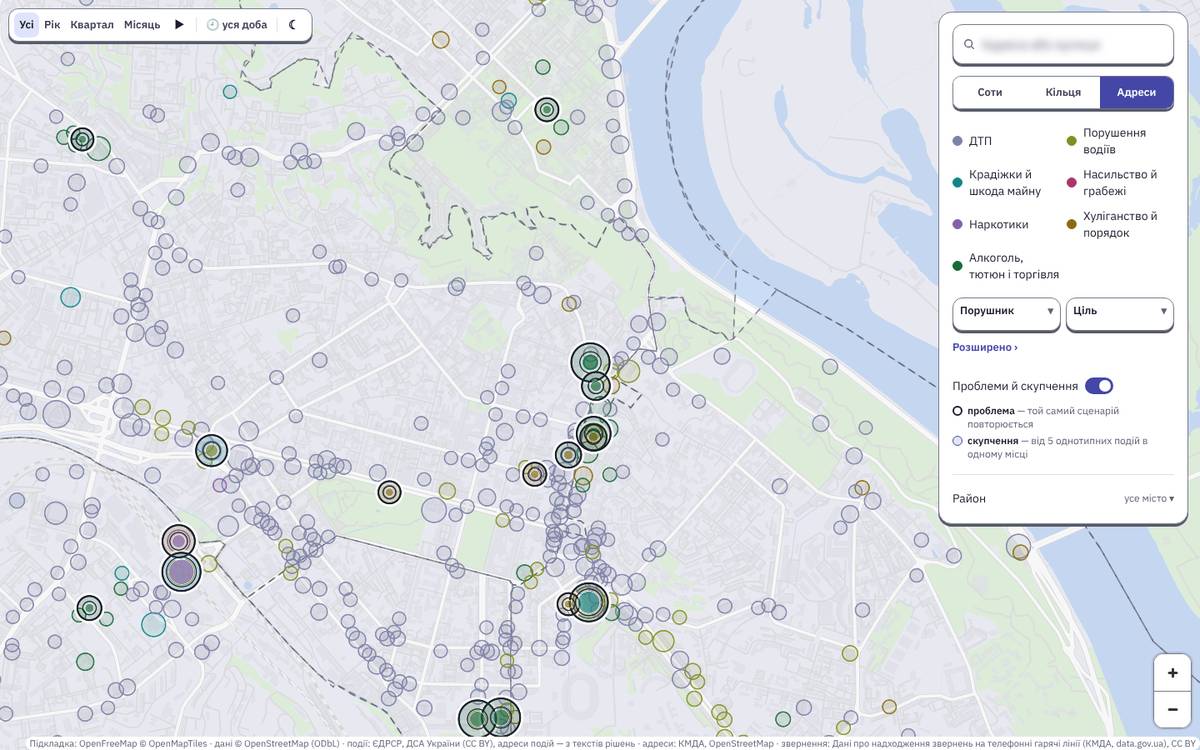 Усі Рік Квартал Місяць ▶ 🕘 уся доба ☾
Соти Кільця Адреси
ДТП
Порушення
водіїв
Крадіжки й
шкода майну
Насильство й
грабежі
Наркотики
Хуліганство й
порядок
Алкоголь,
тютюн і торгівля
Порушник ▾ Ціль ▾
Розширено ›
Проблеми й скупчення
проблема — той самий сценарій
повторюється
скупчення — від 5 однотипних подій в
одному місці
Район усе місто ▾
+
−
Підкладка: OpenFreeMap © OpenMapTiles · дані © OpenStreetMap (ODbL) · події: ЄДРСР, ДСА України (CC BY), адреси подій — з текстів рішень · адреси: КМДА, OpenStreetMap · звернення: Дані про надходження звернень на телефонні гарячі лінії (КМДА, data.gov.ua), CC BY